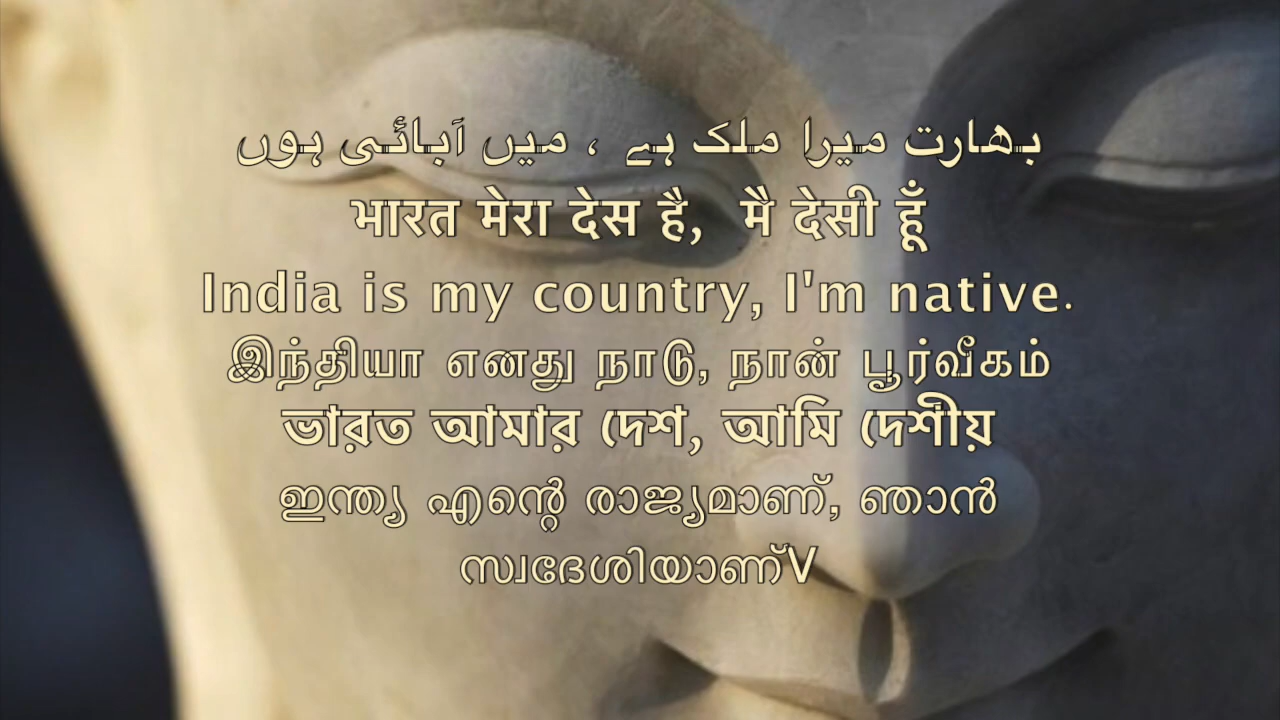 بھارت میرا ملک ہے ، میں آبائی ہوں
भारत मेरा देस है, मै देसी हूँ
India is my country, I'm native.
இந்தியா எனது நாடு, நான் பூர்வீகம்
ভারত আমার দেশ, আমি দেশীয়
ഇന്ത്യ എന്റെ രാജ്യമാണ്, ഞാൻ
സ്വദേശിയാണ്V